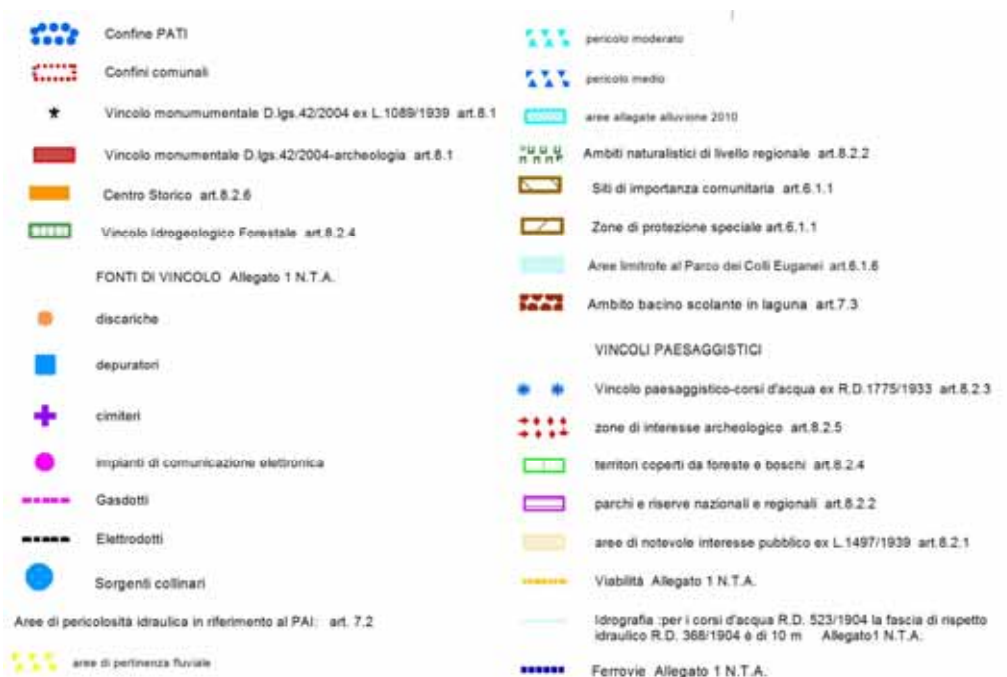 Confine PATI
Confini comunali
Vincolo monumumentale D.lgs.42/2004 ex L.1089/1939 art.8.1
Vincolo monumentale D.lgs.42/2004-archeologia art.8.1
Centro Storico art.8.2.6
Vincolo Idrogeologico Forestale art.8.2.4
FONTI DI VINCOLO Allegato 1 N.T.A.
discariche
depuratori
cimiteri
impianti di comunicazione elettronica
Gasdotti
Elettrodotti
Sorgenti collinari
Aree di pericolosità idraulica in riferimento al PAI: art. 7.2
aree di pertinenza fluviale
pericolo moderato
pericolo medio
aree allagate alluvione 2010
Ambiti naturalistici di livello regionale art.8.2.2
Siti di importanza comunitaria art.6.1.1
Zone di protezione speciale art.6.1.1
Aree limitrofe al Parco dei Colli Euganei art.6.1.6
Ambito bacino scolante in laguna art.7.3
VINCOLI PAESAGGISTICI
Vincolo paesaggistico-corsi d'acqua ex R.D.1775/1933 art.8.2.3
zone di interesse archeologico art.8.2.5
territori coperti da foreste e boschi art.8.2.4
parchi e riserve nazionali e regionali art.8.2.2
aree di notevole interesse pubblico ex L.1497/1939 art.8.2.1
Viabilità Allegato 1 N.T.A.
Idrografia :per i corsi d'acqua R.D. 523/1904 la fascia di rispetto
idraulico R.D. 368/1904 è di 10 m Allegato1 N.T.A.
Ferrovie Allegato 1 N.T.A.